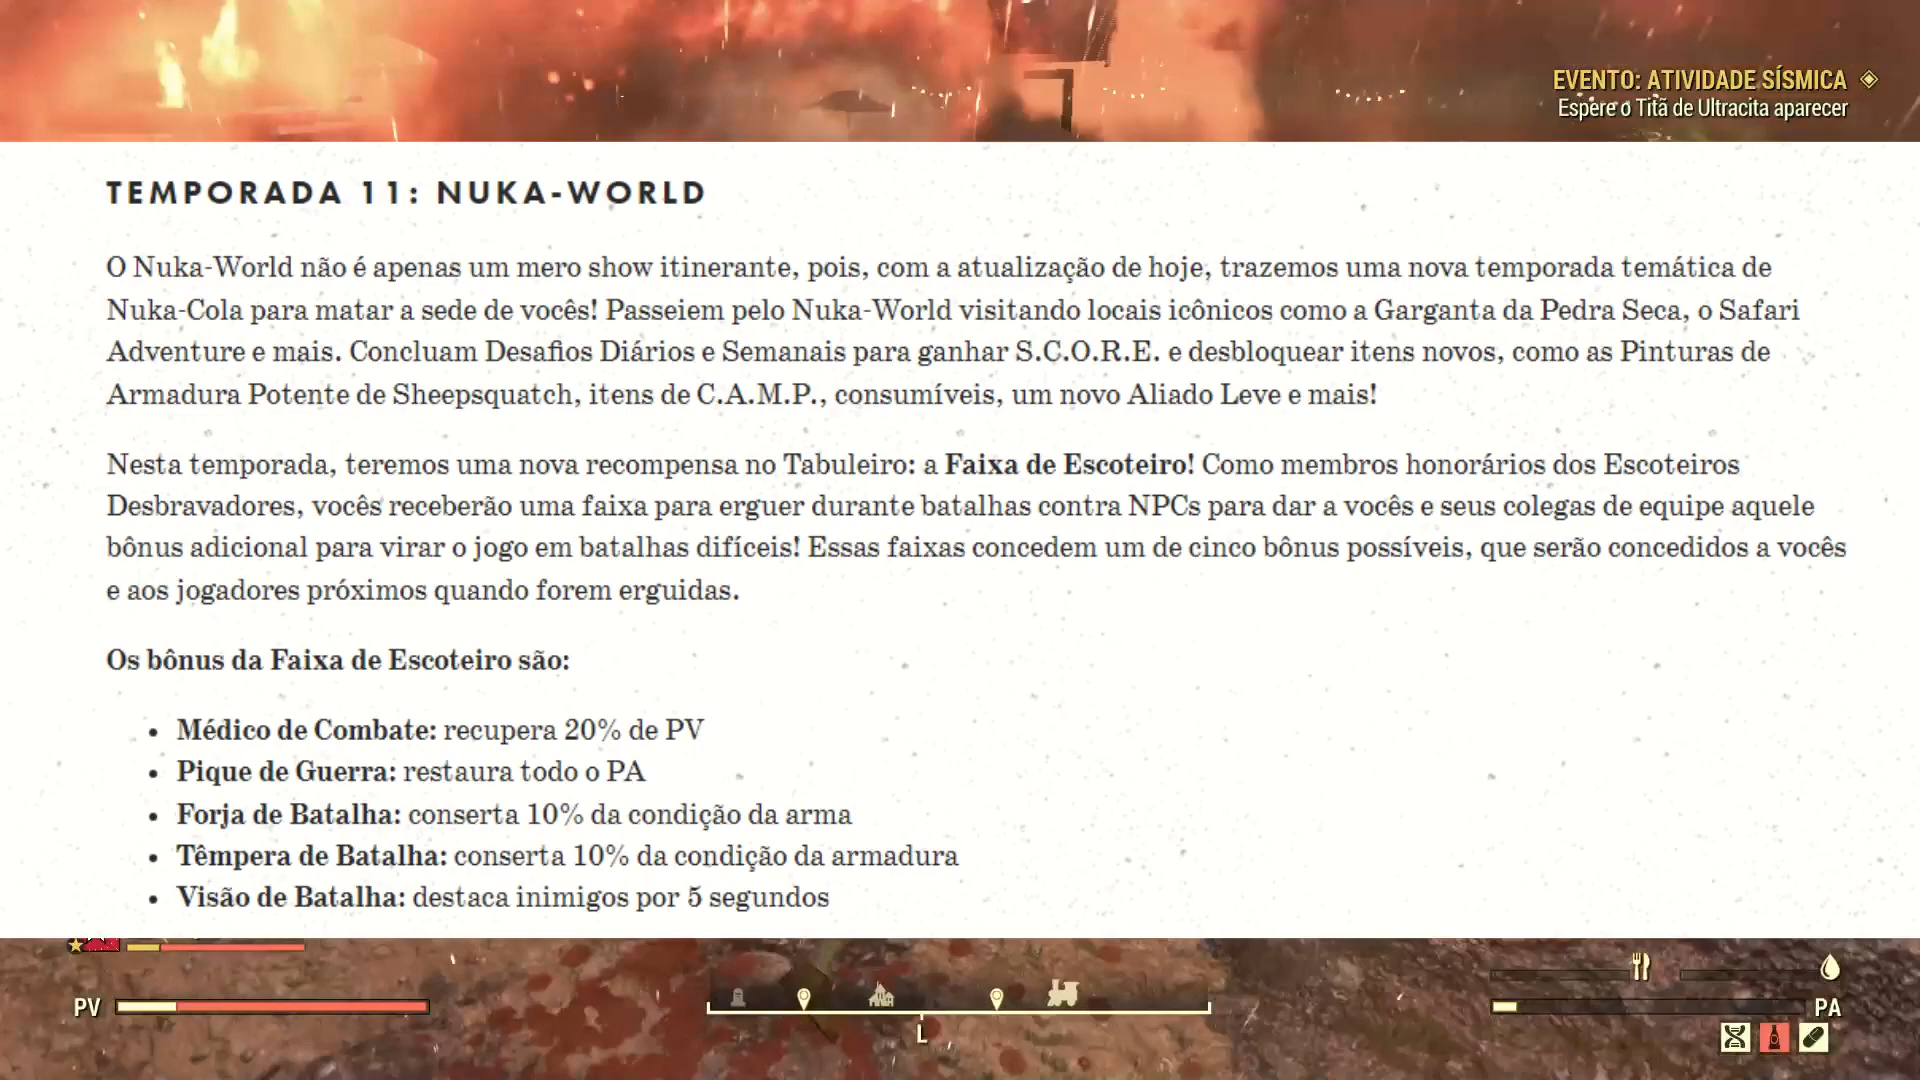 EVENTO: ATIVIDADE SÍSMICA
Espere o Titã de Ultracita aparecer
TEMPORADA 11: NUKA-WORLD
O Nuka-World não é apenas um mero show itinerante, pois, com a atualização de hoje, trazemos uma nova temporada temática de
Nuka-Cola para matar a sede de vocês! Passeiem pelo Nuka-World visitando locais icônicos como a Garganta da Pedra Seca, o Safari
Adventure e mais. Concluam Desafios Diários e Semanais para ganhar S.C.O.R.E. e desbloquear itens novos, como as Pinturas de
Armadura Potente de Sheepsquatch, itens de C.A.M.P., consumíveis, um novo Aliado Leve e mais!
Nesta temporada, teremos uma nova recompensa no Tabuleiro: a Faixa de Escoteiro! Como membros honorários dos Escoteiros
Desbravadores, vocês receberão uma faixa para erguer durante batalhas contra NPCs para dar a vocês e seus colegas de equipe aquele
bônus adicional para virar o jogo em batalhas difíceis! Essas faixas concedem um de cinco bônus possíveis, que serão concedidos a vocês
e aos jogadores próximos quando forem erguidas.
Os bônus da Faixa de Escoteiro são:
• Médico de Combate: recupera 20% de PV
• Pique de Guerra: restaura todo o PA
• Forja de Batalha: conserta 10% da condição da arma
• Têmpera de Batalha: conserta 10% da condição da armadura
• Visão de Batalha: destaca inimigos por 5 segundos
PV
L
PA